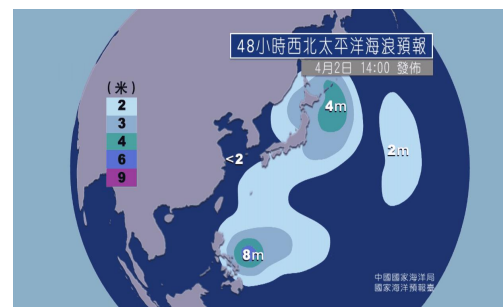 48小時西北太平洋海浪預報
4月2日 14:00 發佈
(米)
2
3
4
6
9
4m
<2
2m
8m
中國國家海洋局
國家海洋預報臺